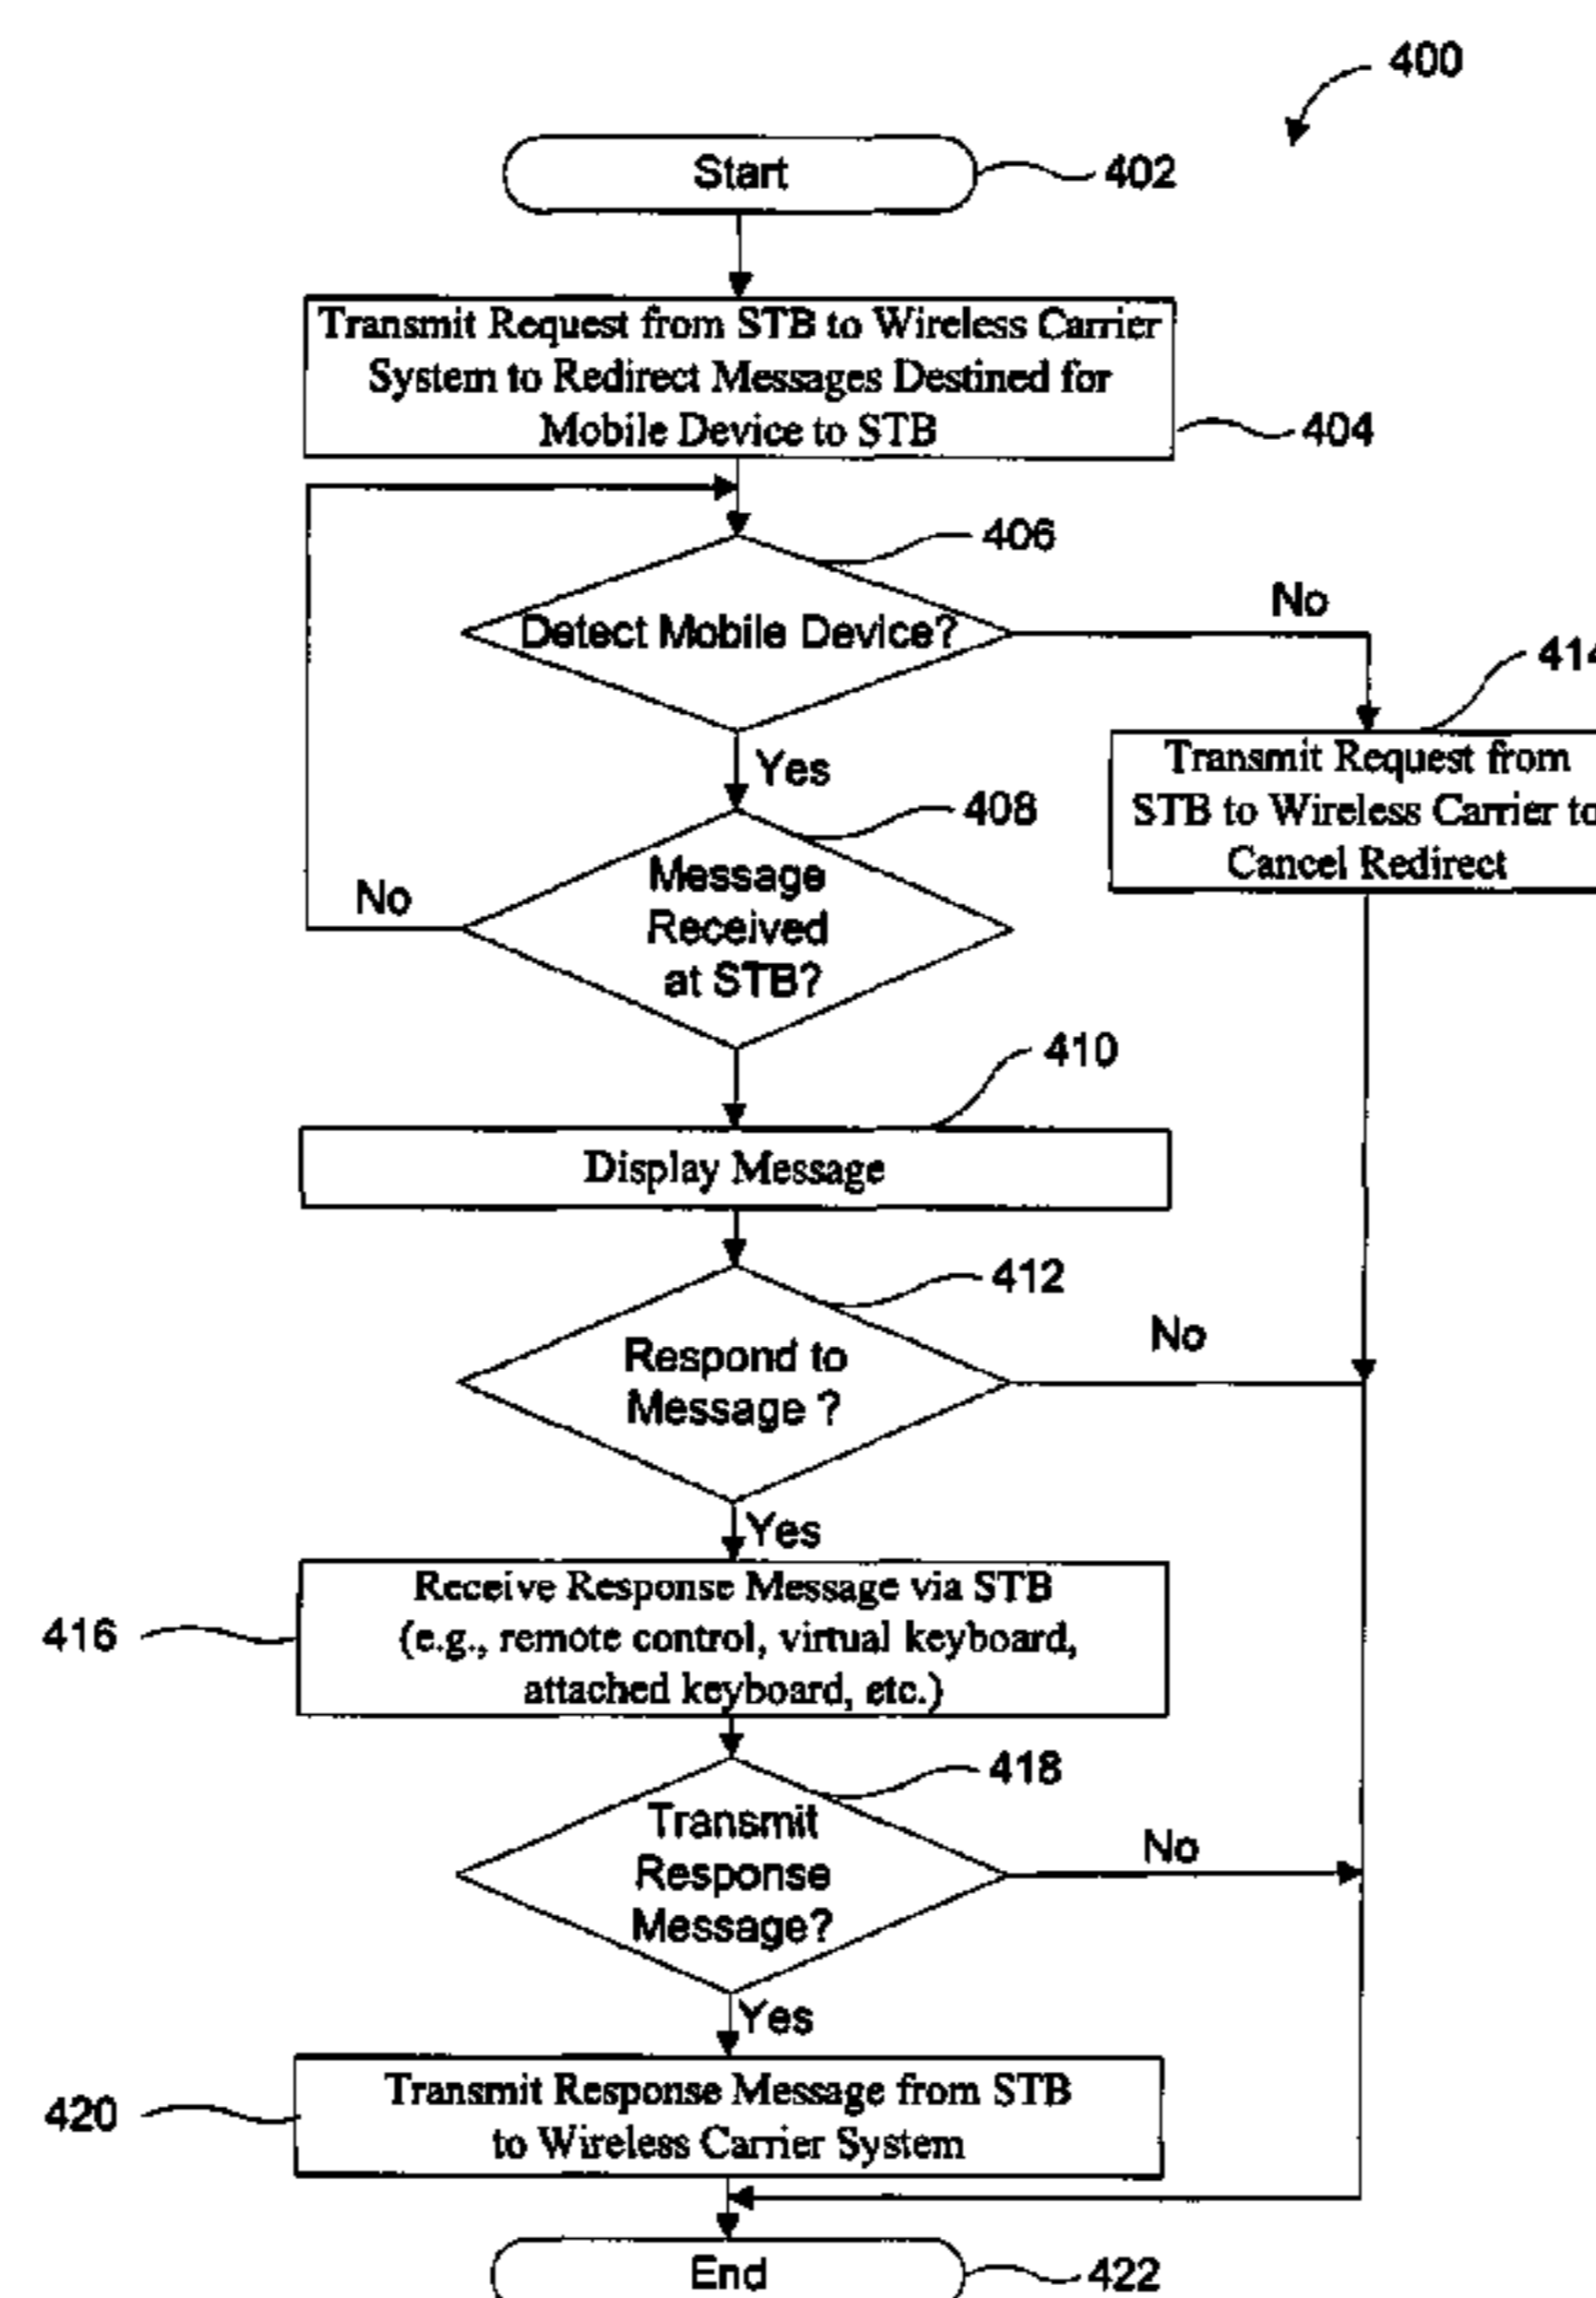 400
Start
402
Transmit Request from STB to Wireless Carrier
System to Redirect Messages Destined for
Mobile Device to STB
404
406
Detect Mobile Device?
No
414
Yes
Transmit Request from
STB to Wireless Carrier to
Cancel Redirect
408
Message
Received
at STB?
No
410
Display Message
412
Respond to
Message ?
No
Yes
416
Receive Response Message via STB
(e.g., remote control, virtual keyboard,
attached keyboard, etc.)
418
Transmit
Response
Message?
No
Yes
420
Transmit Response Message from STB
to Wireless Carrier System
End
422